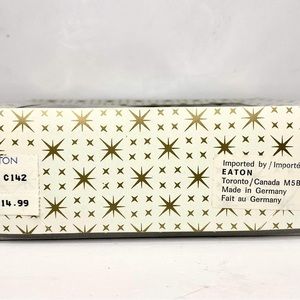 TON
C142
14.99
Imported by / Importé
EATON
Toronto/Canada M5B
Made in Germany
Fait au Germany